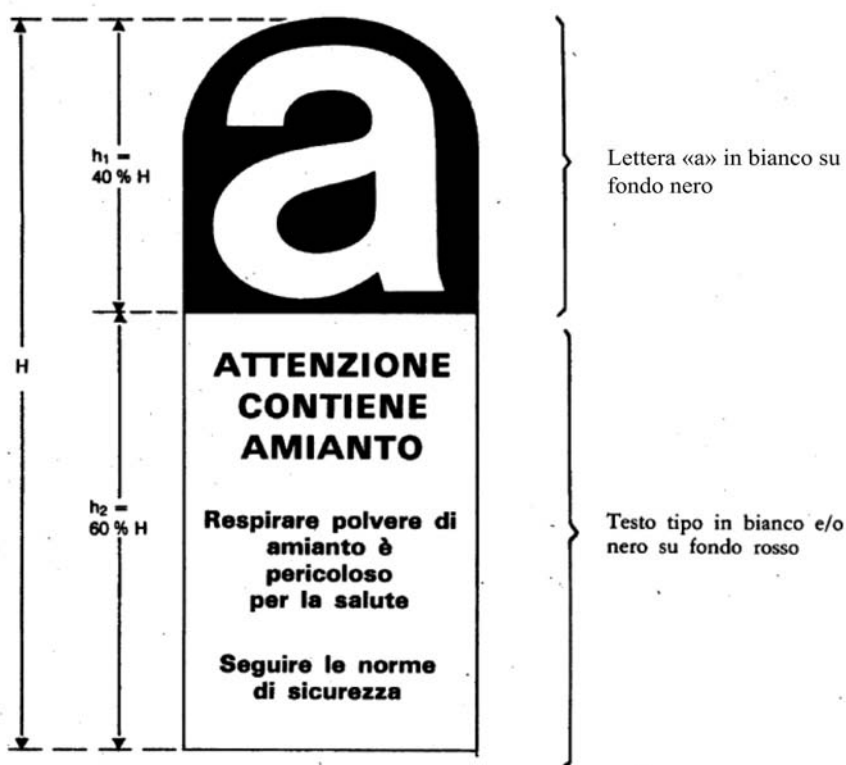 a
h₁ =
40 % H
Lettera «a» in bianco su
fondo nero
H
ATTENZIONE
CONTIENE
AMIANTO
h₂ =
60 % H
Respirare polvere di
amianto è
pericoloso
per la salute
Testo tipo in bianco e/o
nero su fondo rosso
Seguire le norme
di sicurezza